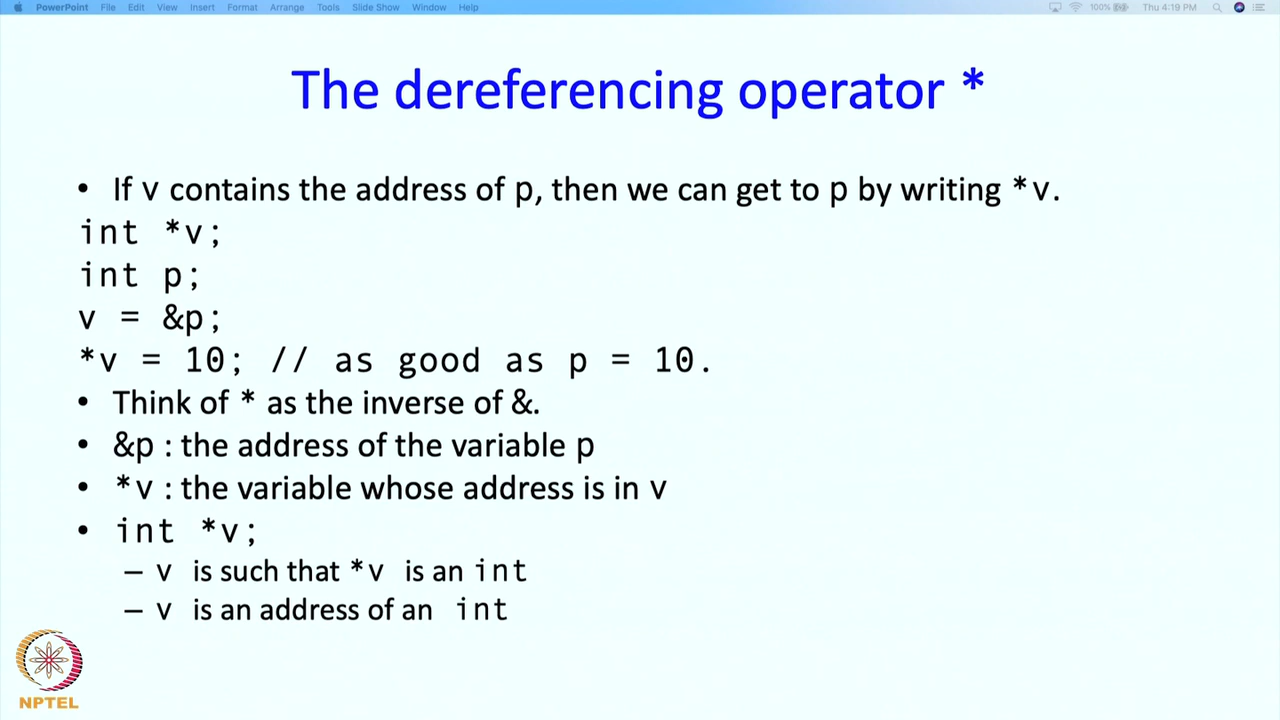 PowerPoint File Edit View Insert Format Arrange Tools Slide Show Window Help 100% Thu 4:19 PM
The dereferencing operator *
• If v contains the address of p, then we can get to p by writing *v.
int *v;
int p;
v = &p;
*v = 10; // as good as p = 10.
• Think of * as the inverse of &.
• &p : the address of the variable p
• *v : the variable whose address is in v
• int *v;
– v is such that *v is an int
– v is an address of an int
NPTEL